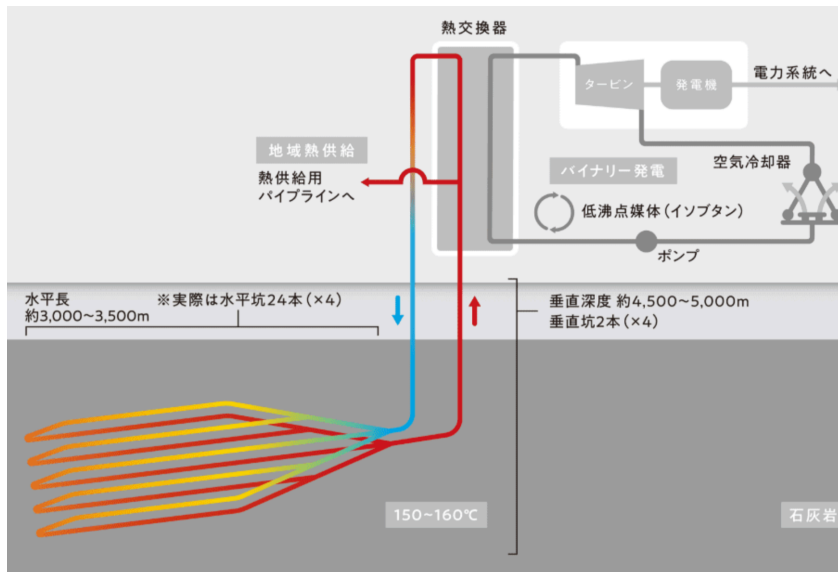 熱交換器
タービン
発電機
電力系統へ
地域熱供給
熱供給用
パイプラインへ
バイナリー発電
空気冷却器
低沸点媒体（イソブタン）
ポンプ
水平長
約3,000~3,500m
※実際は水平坑24本（×4）
垂直深度 約4,500~5,000m
垂直坑2本（×4）
150~160℃
石灰岩